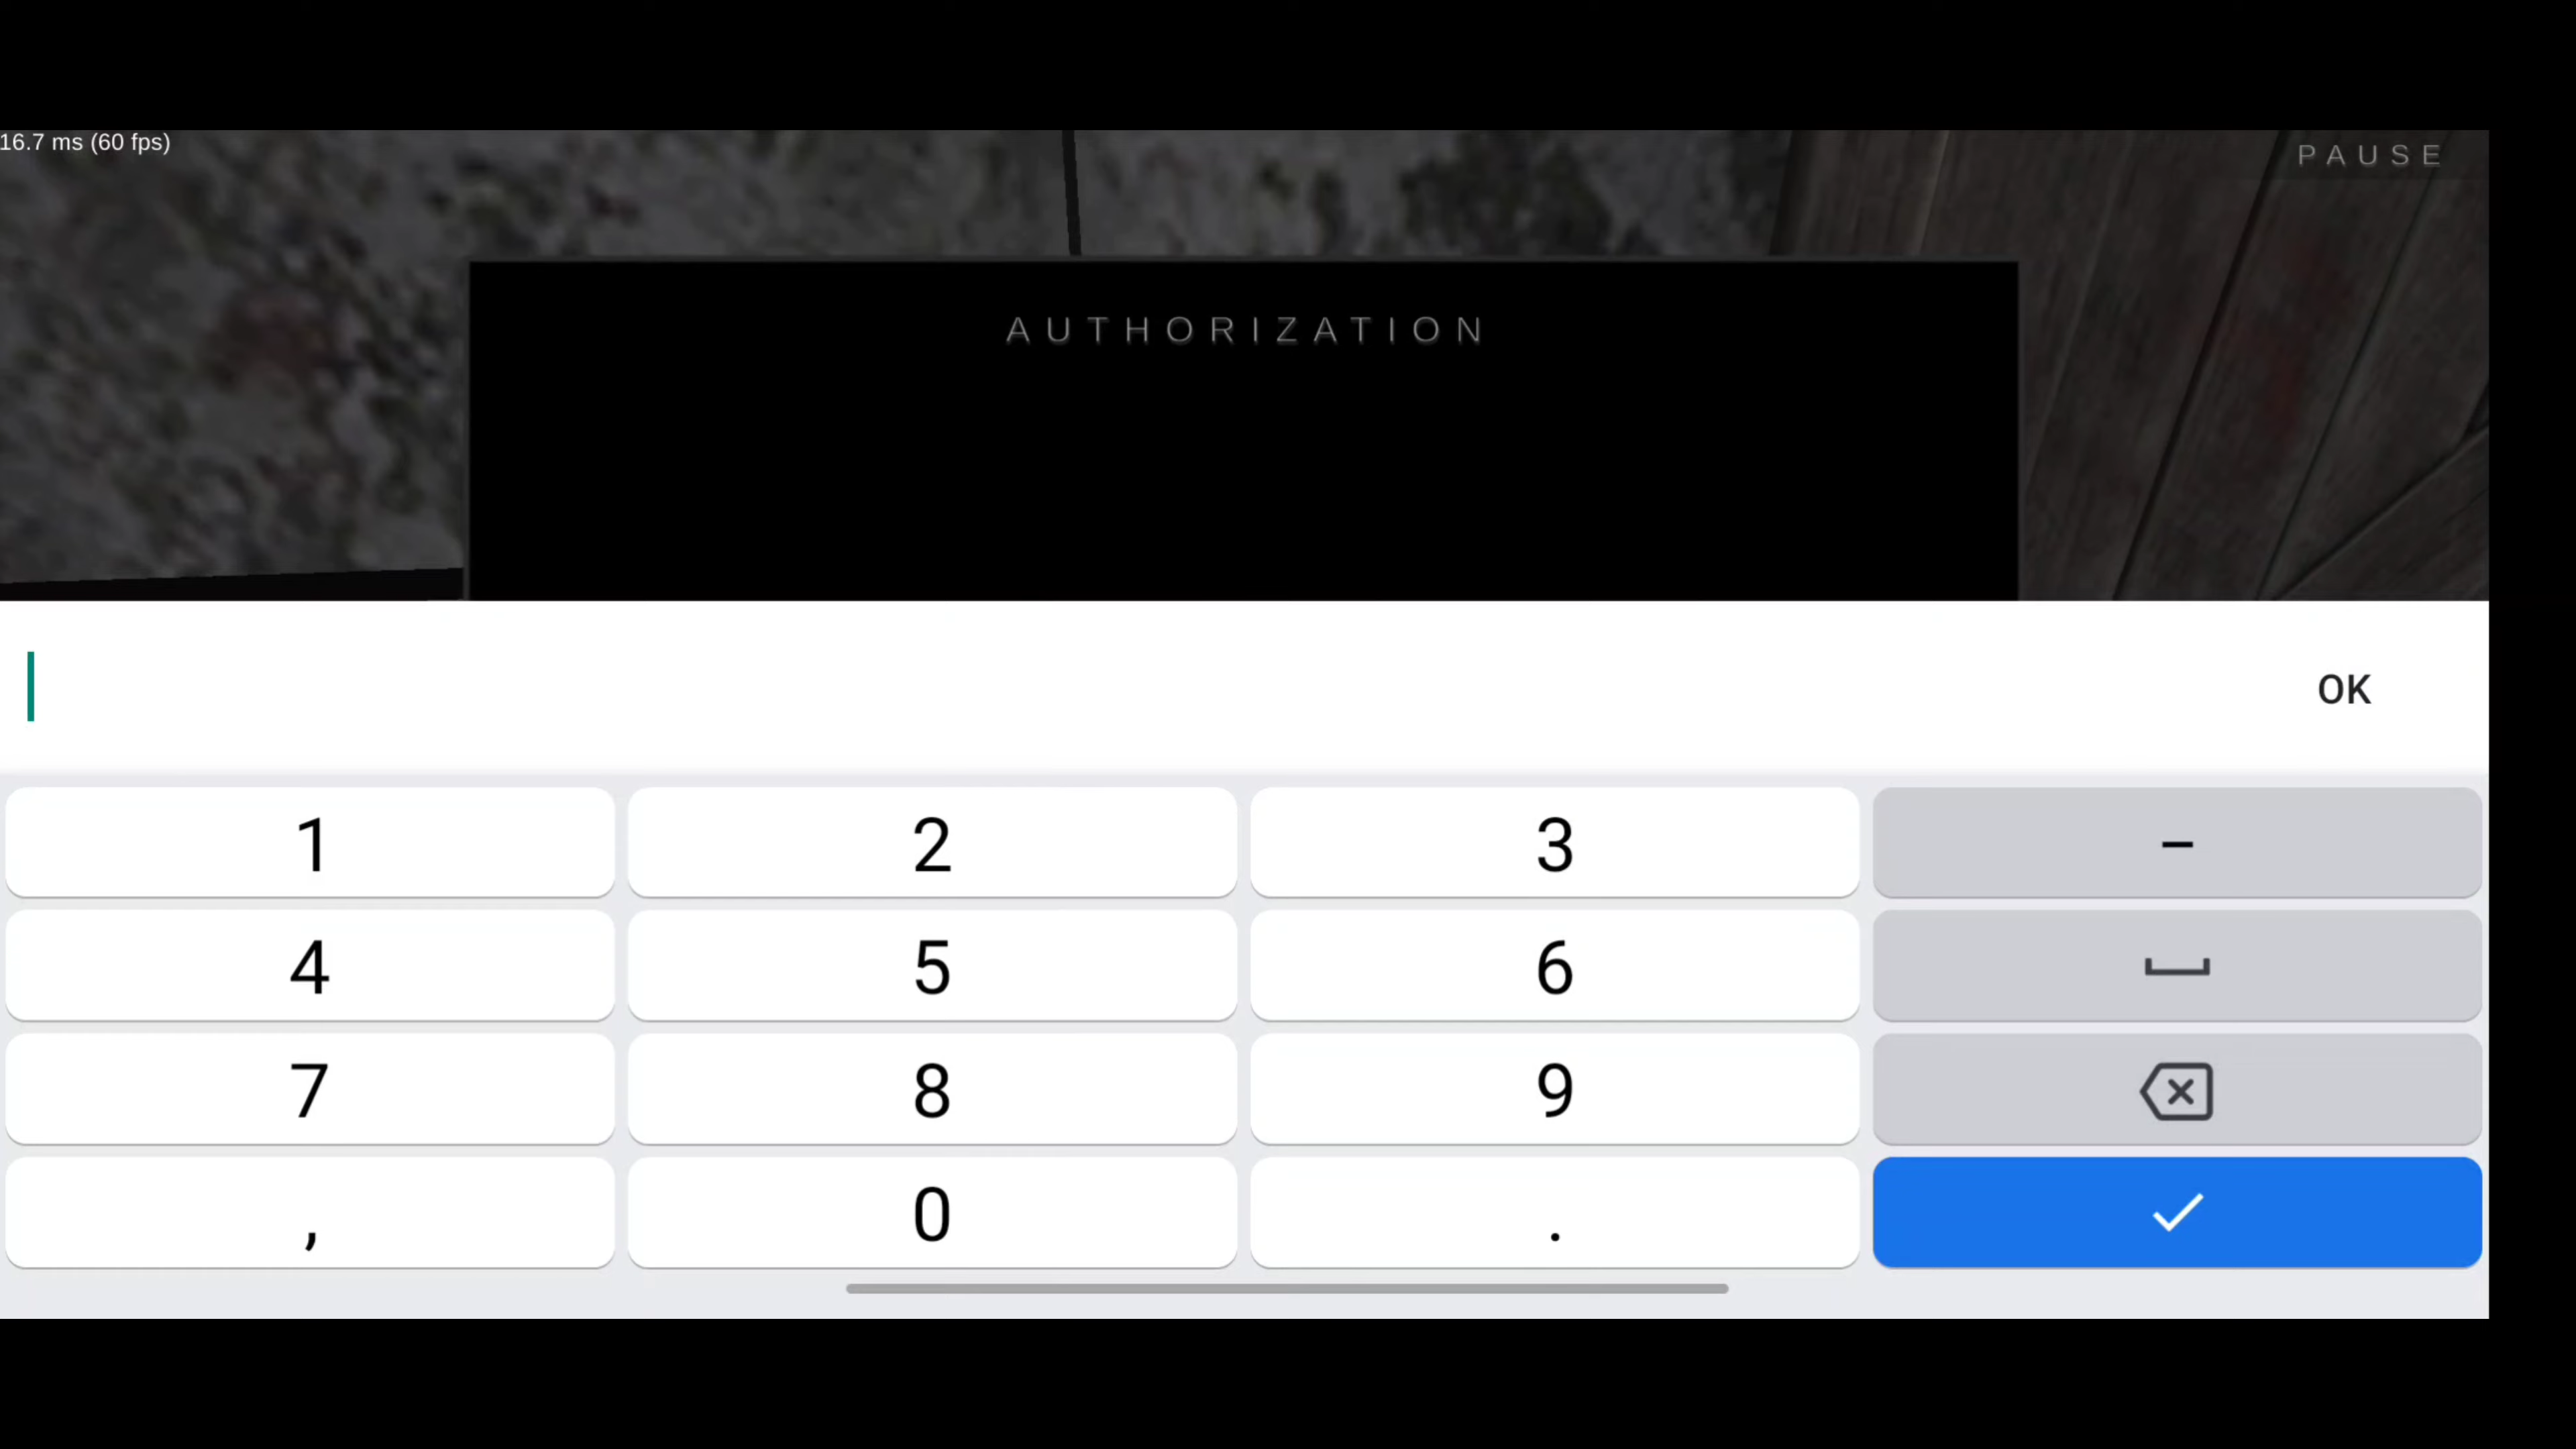 16.7 ms (60 fps)
PAUSE
AUTHORIZATION
OK
1 2 3 –
4 5 6
7 8 9
, 0 .